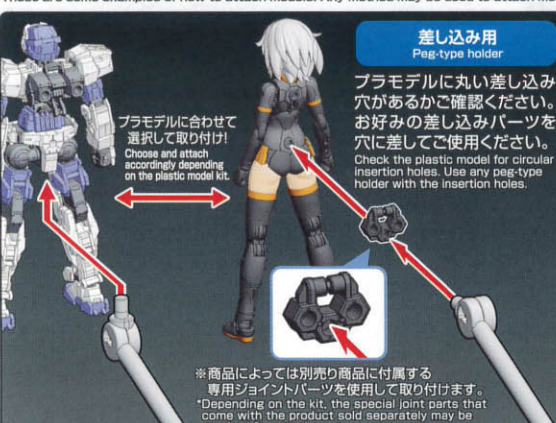 差し込み用
Peg-type holder
プラモデルに丸い差し込み
穴があるかご確認ください。
お好みの差し込みパーツを
穴に差してご使用ください。
Check the plastic model for circular
insertion holes. Use any peg-type
holder with the insertion holes.
プラモデルに合わせて
選択して取り付け!
Choose and attach
accordingly depending
on the plastic model kit.
※商品によっては別売り商品に付属する
専用ジョイントパーツを使用して取り付けます。
*Depending on the kit, the special joint parts that
come with the product sold separately may be